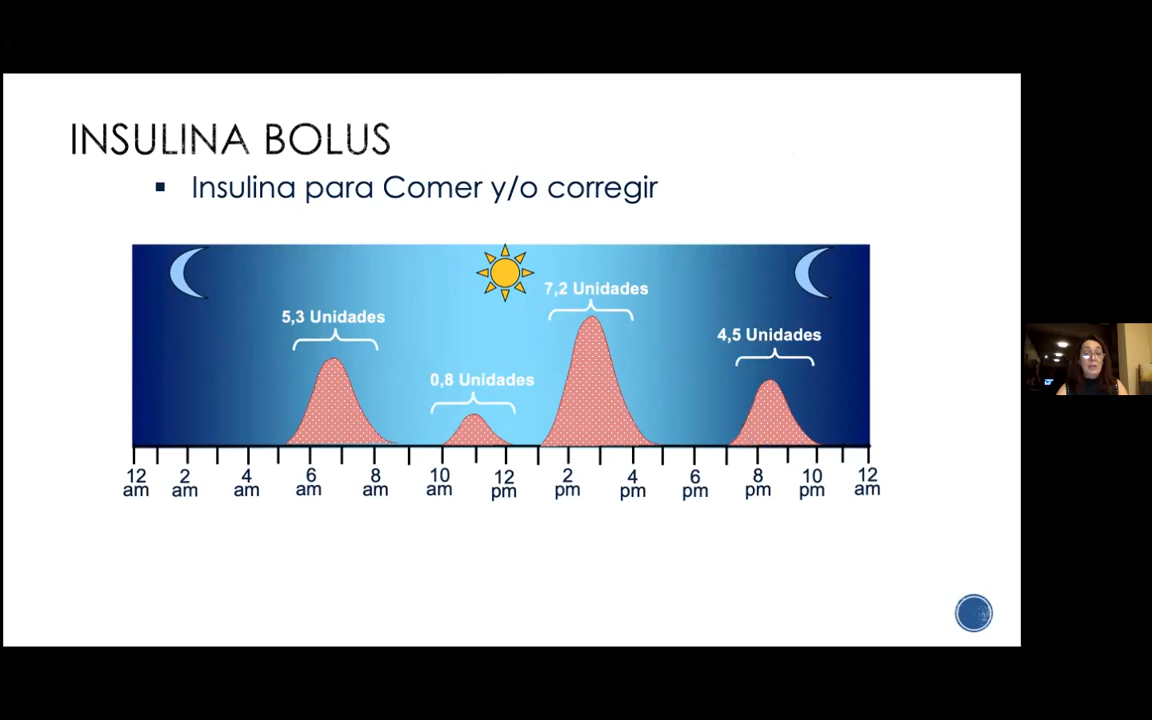 INSULINA BOLUS
▪ Insulina para Comer y/o corregir
7,2 Unidades
5,3 Unidades
4,5 Unidades
0,8 Unidades
12 2 4 6 8 10 12 2 4 6 8 10 12
am am am am am am pm pm pm pm pm pm am